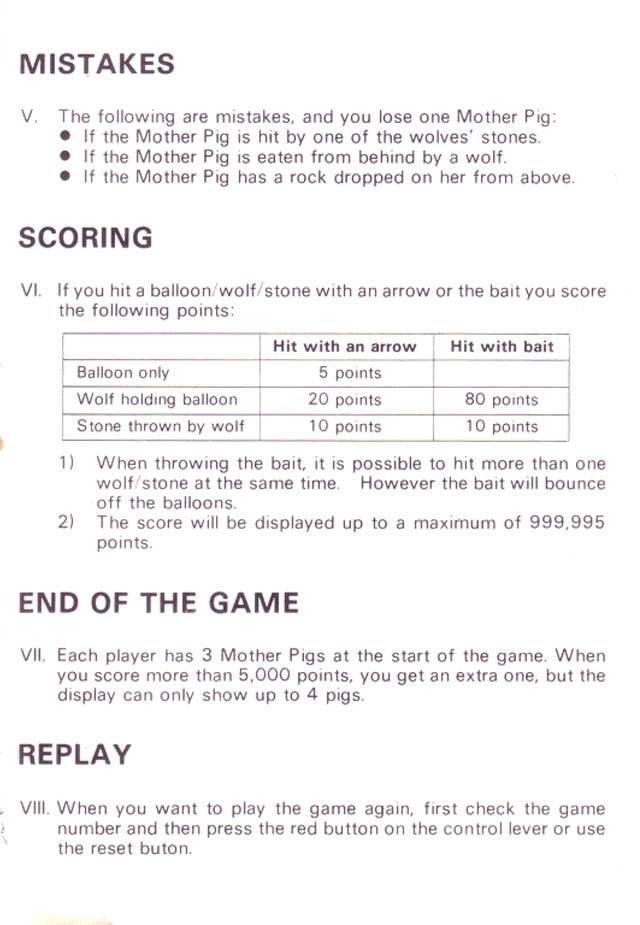 MISTAKES
V. The following are mistakes, and you lose one Mother Pig:
● If the Mother Pig is hit by one of the wolves' stones.
● If the Mother Pig is eaten from behind by a wolf.
● If the Mother Pig has a rock dropped on her from above.
SCORING
VI. If you hit a balloon/wolf/stone with an arrow or the bait you score
the following points:
Hit with an arrow Hit with bait
Balloon only 5 points
Wolf holding balloon 20 points 80 points
Stone thrown by wolf 10 points 10 points
1) When throwing the bait, it is possible to hit more than one
wolf/stone at the same time. However the bait will bounce
off the balloons.
2) The score will be displayed up to a maximum of 999,995
points.
END OF THE GAME
VII. Each player has 3 Mother Pigs at the start of the game. When
you score more than 5,000 points, you get an extra one, but the
display can only show up to 4 pigs.
REPLAY
VIII. When you want to play the game again, first check the game
number and then press the red button on the control lever or use
the reset buton.